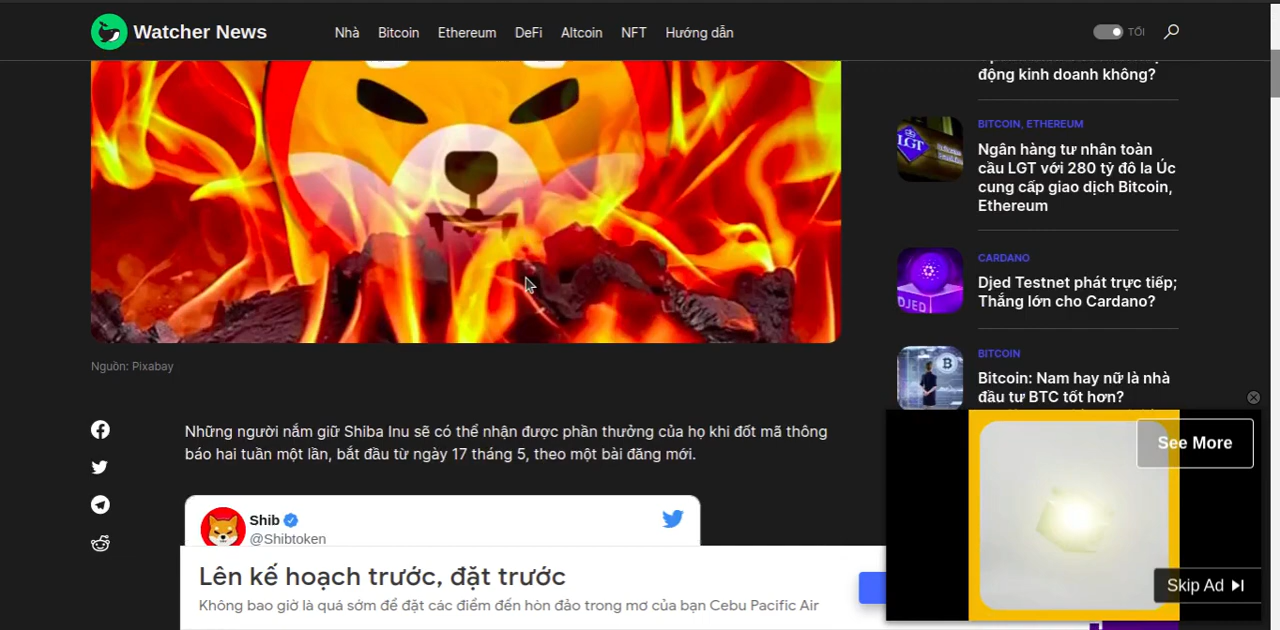 Watcher News
Nhà Bitcoin Ethereum DeFi Altcoin NFT Hướng dẫn
TỐI
động kinh doanh không?
BITCOIN, ETHEREUM
LGT
Ngân hàng tư nhân toàn
cầu LGT với 280 tỷ đô la Úc
cung cấp giao dịch Bitcoin,
Ethereum
CARDANO
DJED
Djed Testnet phát trực tiếp;
Thắng lớn cho Cardano?
BITCOIN
Bitcoin: Nam hay nữ là nhà
đầu tư BTC tốt hơn?
Nguồn: Pixabay
Những người nắm giữ Shiba Inu sẽ có thể nhận được phần thưởng của họ khi đốt mã thông
báo hai tuần một lần, bắt đầu từ ngày 17 tháng 5, theo một bài đăng mới.
Shib
@Shibtoken
Lên kế hoạch trước, đặt trước
Không bao giờ là quá sớm để đặt các điểm đến hòn đảo trong mơ của bạn Cebu Pacific Air
See More
Skip Ad